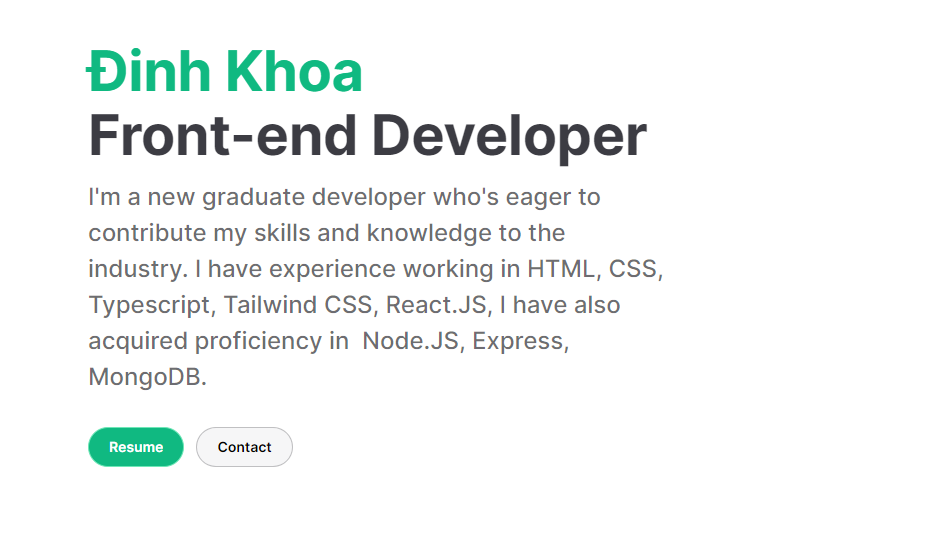 Đinh Khoa
Front-end Developer
I'm a new graduate developer who's eager to
contribute my skills and knowledge to the
industry. I have experience working in HTML, CSS,
Typescript, Tailwind CSS, React.JS, I have also
acquired proficiency in  Node.JS, Express,
MongoDB.
Resume
Contact